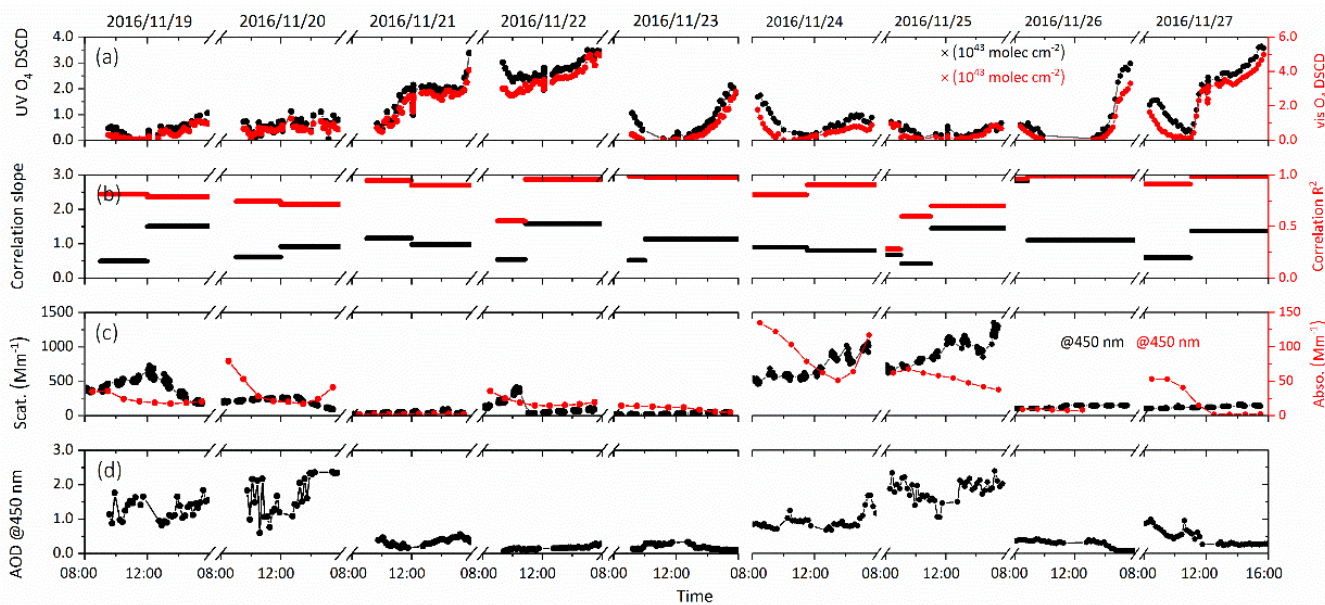 2016/11/19 2016/11/20 2016/11/21 2016/11/22 2016/11/23 2016/11/24 2016/11/25 2016/11/26 2016/11/27
(a)
UV O₄ DSCD
4.0
3.0
2.0
1.0
0.0
× (10⁴³ molec cm⁻²)
× (10⁴³ molec cm⁻²)
6.0
4.0
2.0
0.0
vis O₄ DSCD
(b)
Correlation slope
3.0
2.0
1.0
0.0
1.0
0.5
0.0
Correlation R²
(c)
Scat. (Mm⁻¹)
1500
1000
500
0
@450 nm @450 nm
150
100
50
0
Abso. (Mm⁻¹)
(d)
AOD @450 nm
3.0
2.0
1.0
0.0
08:00 12:00 08:00 12:00 08:00 12:00 08:00 12:00 08:00 12:00 08:00 12:00 08:00 12:00 08:00 12:00 08:00 12:00 16:00
Time